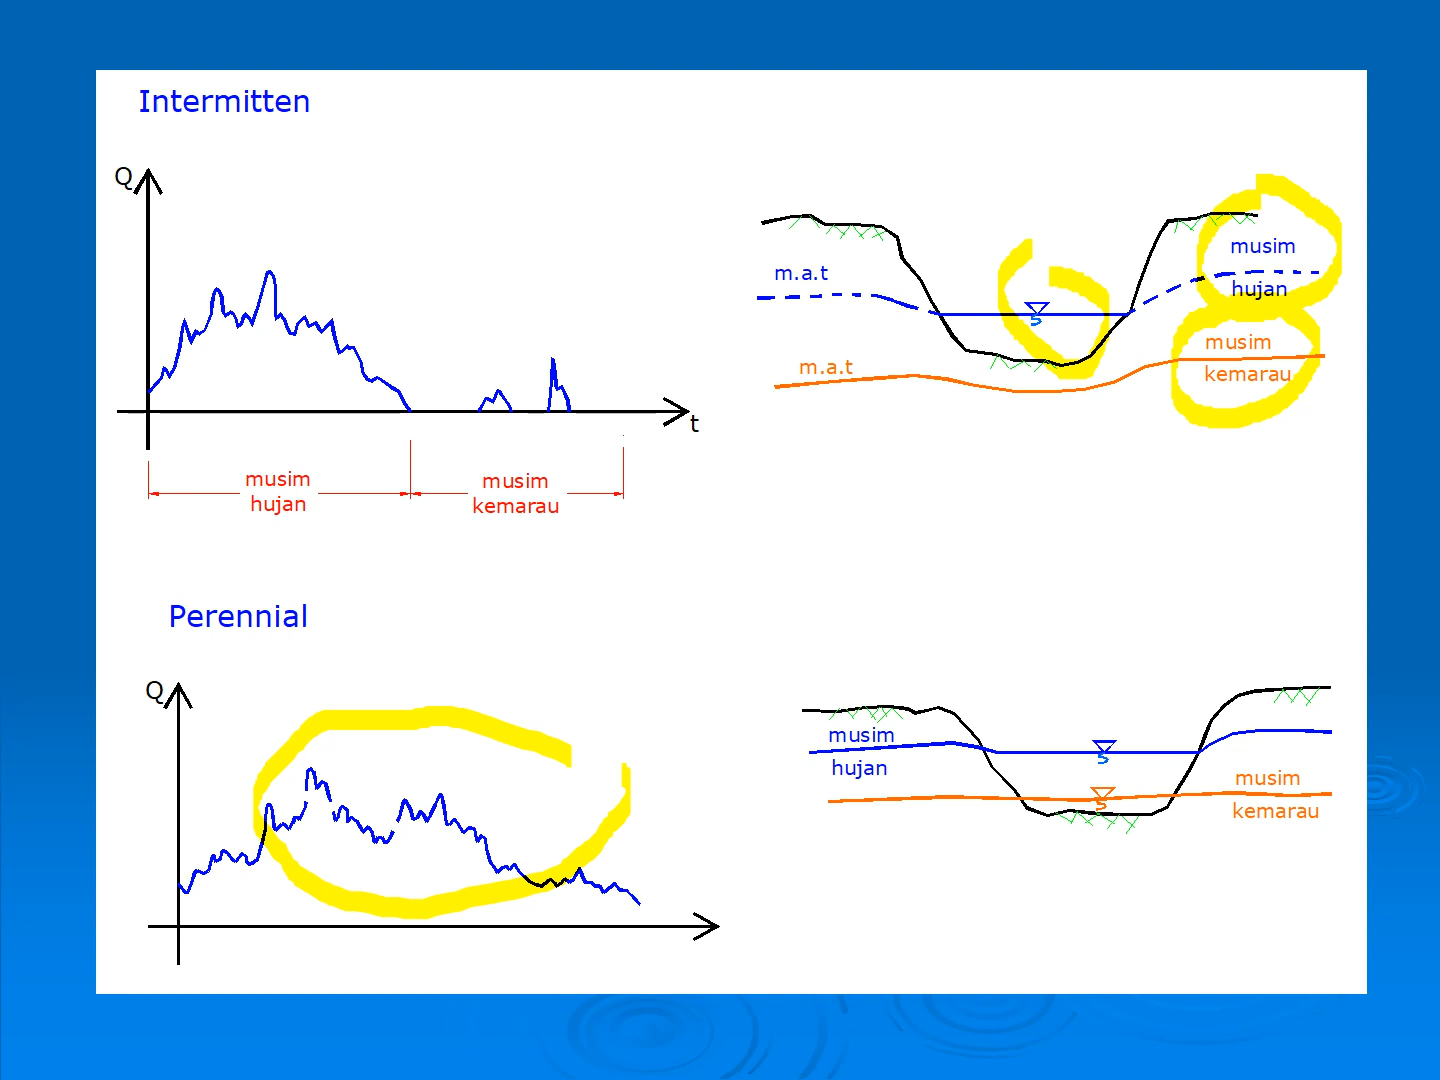 Intermitten
Q
t
musim
hujan
musim
kemarau
m.a.t
musim
hujan
m.a.t
musim
kemarau
Perennial
Q
musim
hujan
musim
kemarau